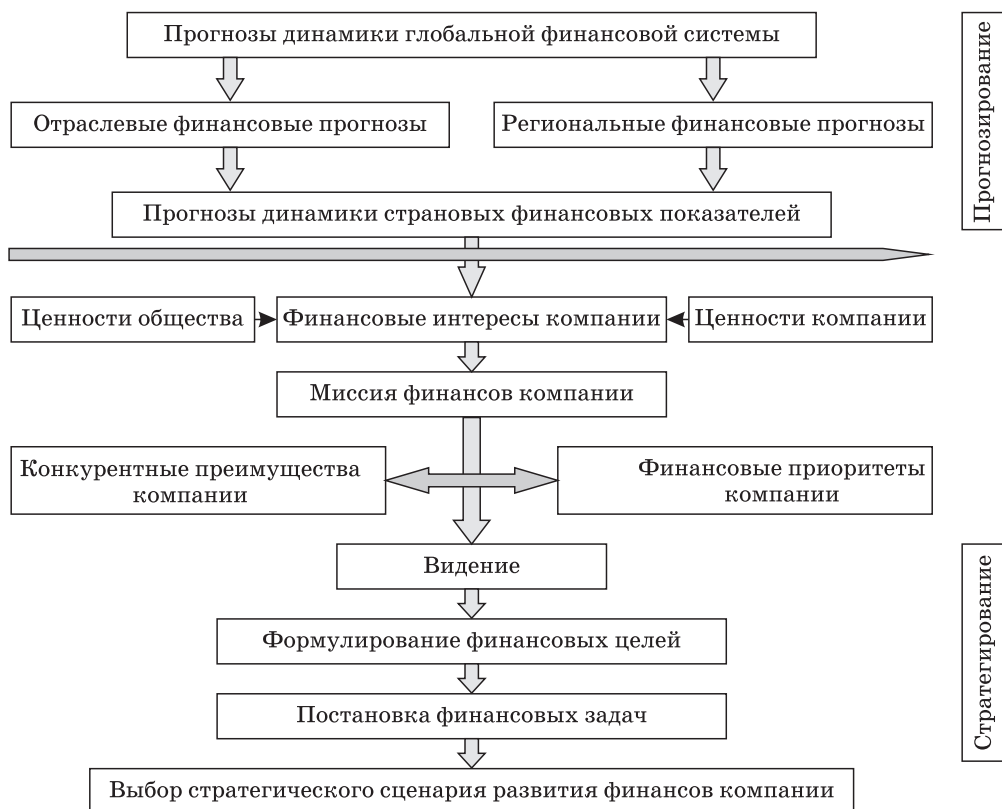 Прогнозы динамики глобальной финансовой системы
Отраслевые финансовые прогнозы
Региональные финансовые прогнозы
Прогнозы динамики страновых финансовых показателей
Прогнозирование
Ценности общества
Финансовые интересы компании
Ценности компании
Миссия финансов компании
Конкурентные преимущества
компании
Финансовые приоритеты
компании
Видение
Формулирование финансовых целей
Постановка финансовых задач
Выбор стратегического сценария развития финансов компании
Стратегирование